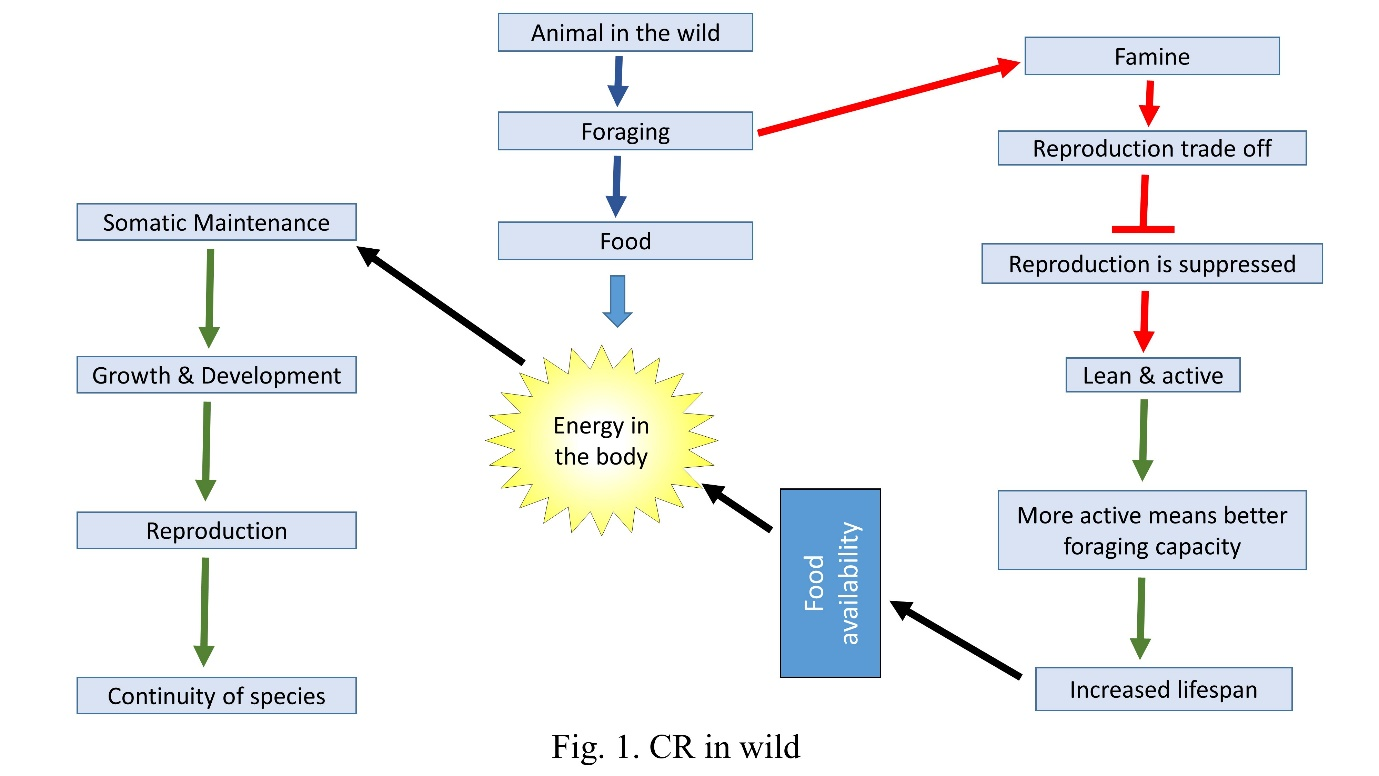 Animal in the wild
Foraging
Food
Energy in
the body
Somatic Maintenance
Growth & Development
Reproduction
Continuity of species
Famine
Reproduction trade off
Reproduction is suppressed
Lean & active
More active means better
foraging capacity
Increased lifespan
Food
availability
Fig. 1. CR in wild